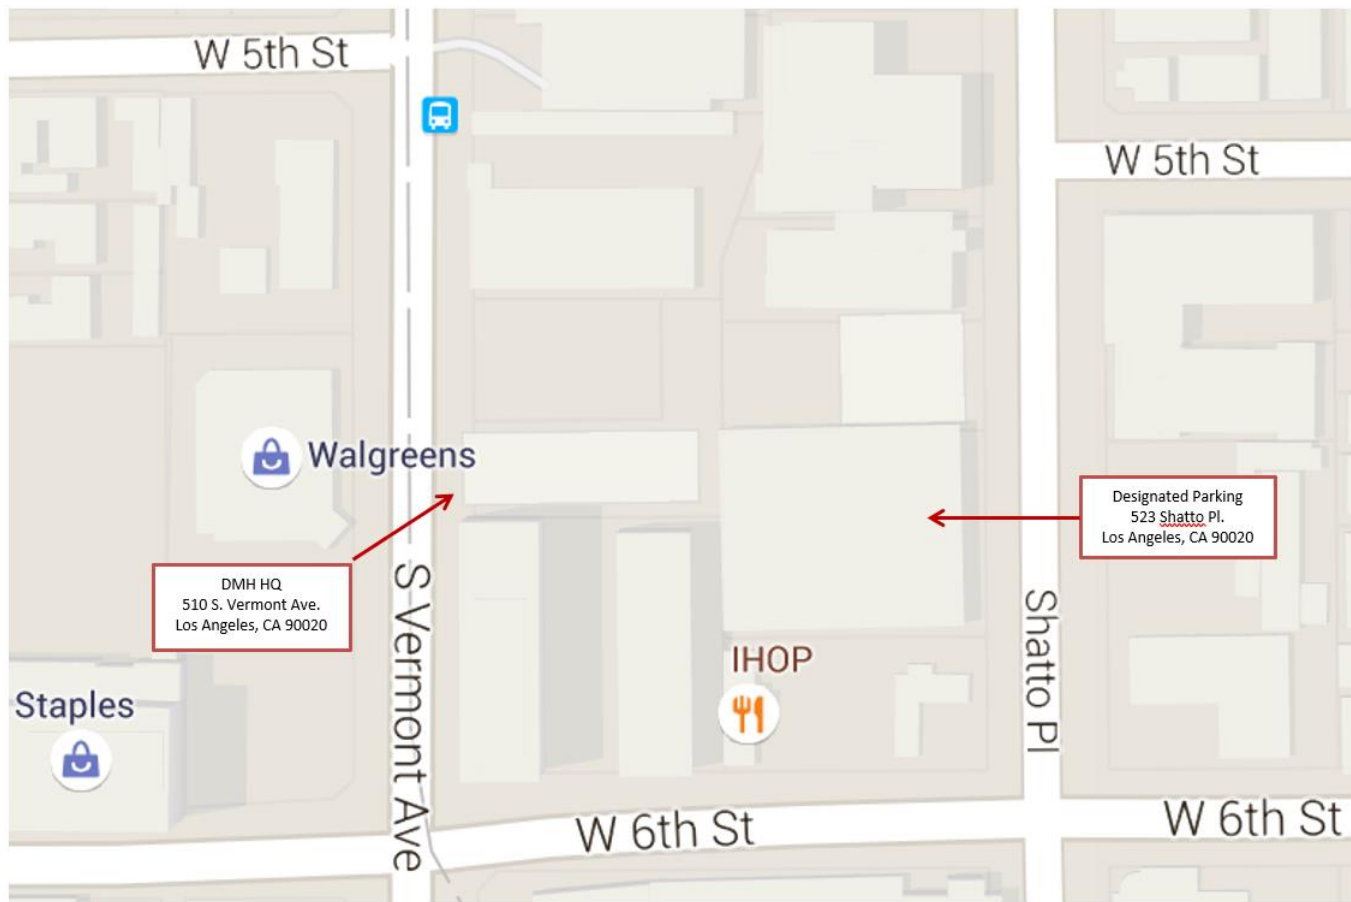 W 5th St
W 5th St
Walgreens
Designated Parking
523 Shatto Pl.
Los Angeles, CA 90020
DMH HQ
510 S. Vermont Ave.
Los Angeles, CA 90020
S Vermont Ave
Shatto Pl
IHOP
Staples
W 6th St
W 6th St